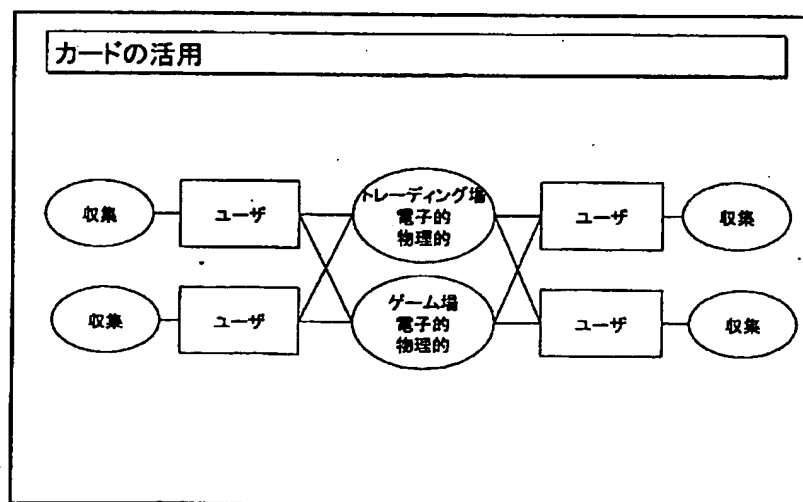 カードの活用
収集
ユーザ
トレーディング場
電子的
物理的
ユーザ
収集
収集
ユーザ
ゲーム場
電子的
物理的
ユーザ
収集